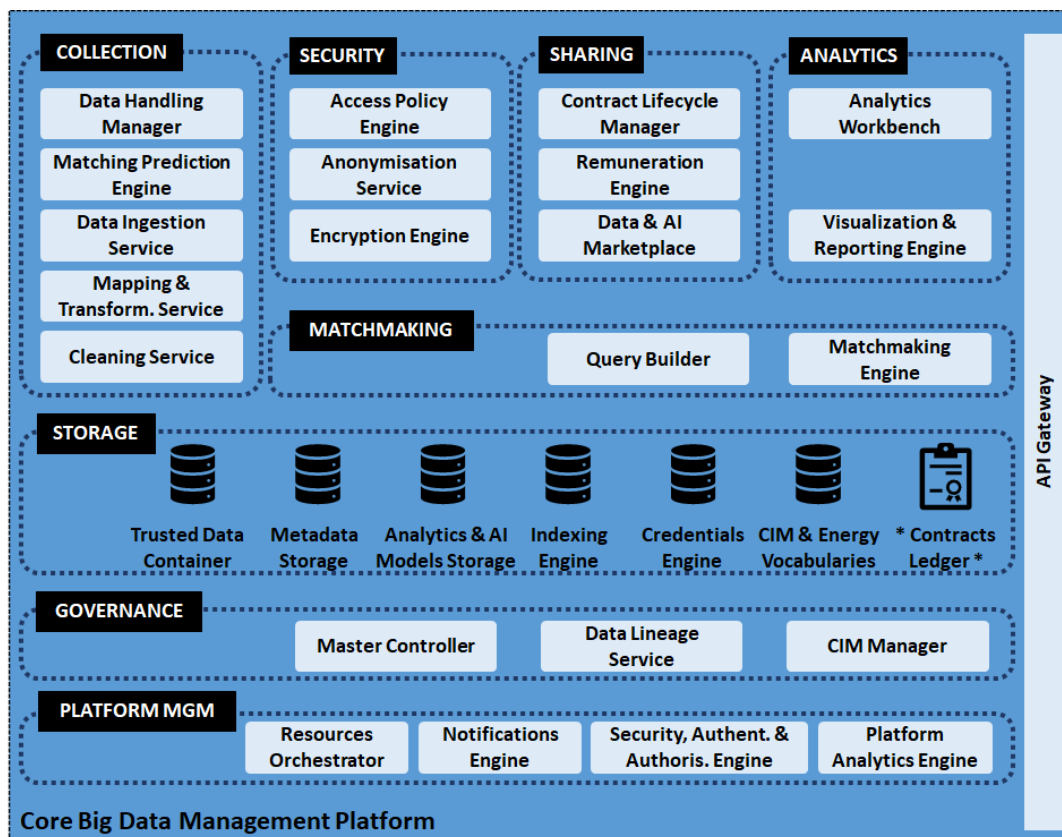 COLLECTION
Data Handling
Manager
Matching Prediction
Engine
Data Ingestion
Service
Mapping &
Transform. Service
Cleaning Service
SECURITY
Access Policy
Engine
Anonymisation
Service
Encryption Engine
SHARING
Contract Lifecycle
Manager
Remuneration
Engine
Data & AI
Marketplace
ANALYTICS
Analytics
Workbench
Visualization &
Reporting Engine
MATCHMAKING
Query Builder
Matchmaking
Engine
STORAGE
Trusted Data
Container
Metadata
Storage
Analytics & AI
Models Storage
Indexing
Engine
Credentials
Engine
CIM & Energy
Vocabularies
* Contracts
Ledger *
GOVERNANCE
Master Controller
Data Lineage
Service
CIM Manager
PLATFORM MGM
Resources
Orchestrator
Notifications
Engine
Security, Authent. &
Authoris. Engine
Platform
Analytics Engine
Core Big Data Management Platform
API Gateway